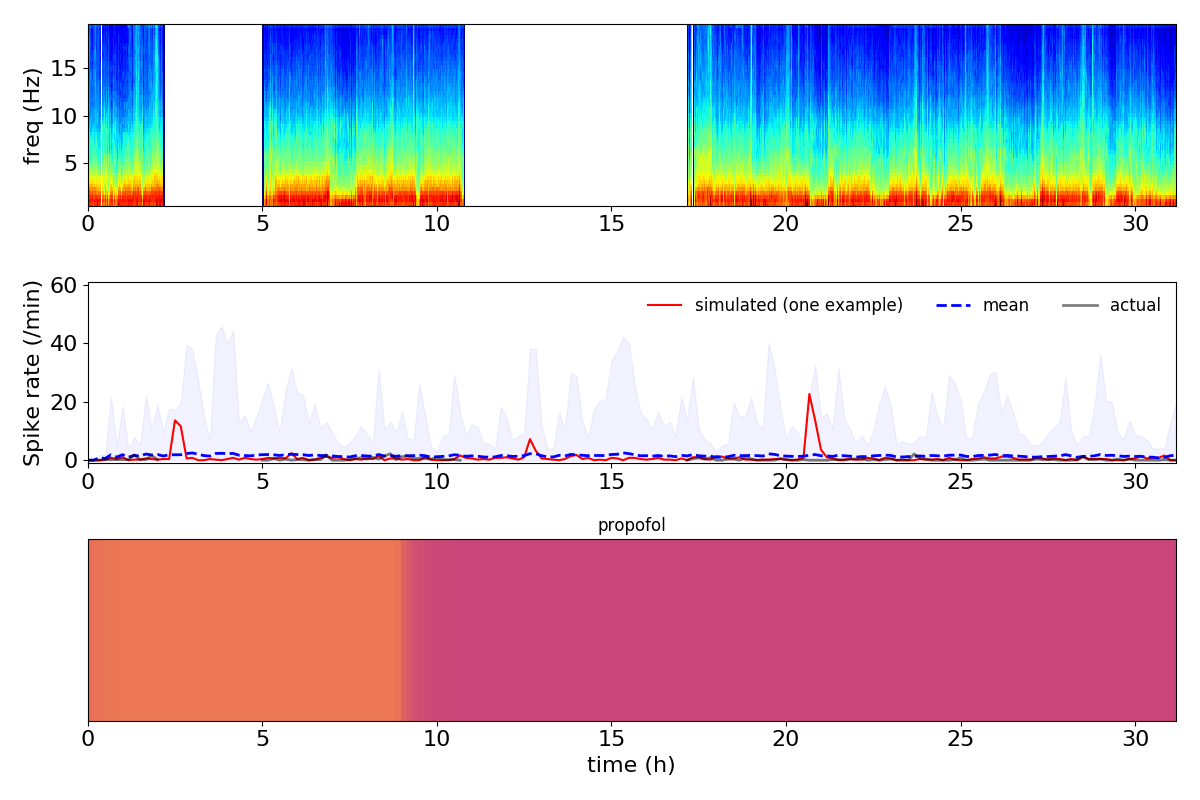 freq (Hz)
15
10
5
0 5 10 15 20 25 30
Spike rate (/min)
60
40
20
0
simulated (one example) mean actual
0 5 10 15 20 25 30
propofol
0 5 10 15 20 25 30
time (h)